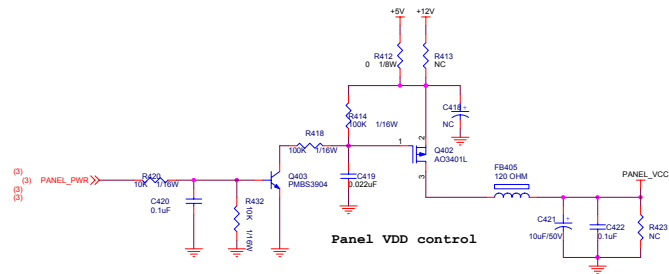 +5V
+12V
R412
0 1/8W
R413
NC
C418
+
NC
R414
100K 1/16W
R418
100K 1/16W
1
2
3
Q402
AO3401L
FB405
120 OHM
PANEL_VCC
(3)
(3) PANEL_PWR
(3)
(3)
R420
10K 1/16W
Q403
PMBS3904
C419
0.022uF
C420
0.1uF
R432
10K
1/16W
C421
+
10uF/50V
C422
0.1uF
R423
NC
Panel VDD control